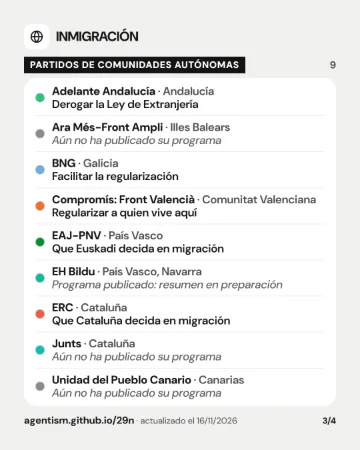 INMIGRACIÓN
PARTIDOS DE COMUNIDADES AUTÓNOMAS 9
Adelante Andalucía · Andalucía
Derogar la Ley de Extranjería
Ara Més-Front Ampli · Illes Balears
Aún no ha publicado su programa
BNG · Galicia
Facilitar la regularización
Compromís: Front Valencià · Comunitat Valenciana
Regularizar a quien vive aquí
EAJ-PNV · País Vasco
Que Euskadi decida en migración
EH Bildu · País Vasco, Navarra
Programa publicado: resumen en preparación
ERC · Cataluña
Que Cataluña decida en migración
Junts · Cataluña
Aún no ha publicado su programa
Unidad del Pueblo Canario · Canarias
Aún no ha publicado su programa
agentism.github.io/29n · actualizado el 16/11/2026 3/4